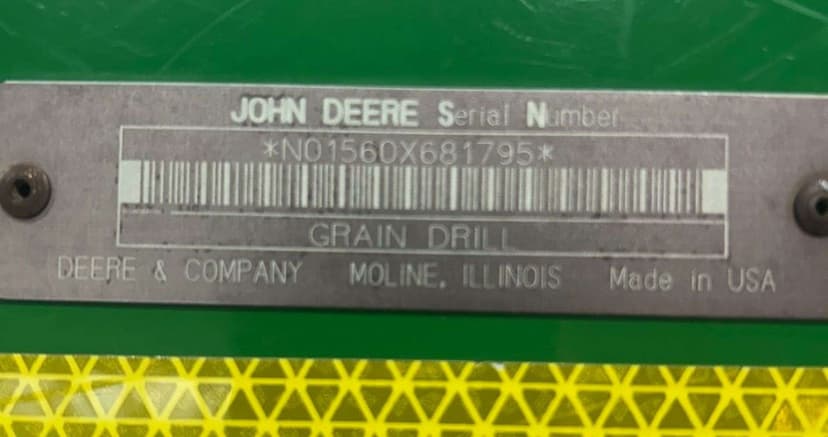 JOHN DEERE Serial Number
*N01560X681795*
GRAIN DRILL
DEERE & COMPANY MOLINE, ILLINOIS Made in USA